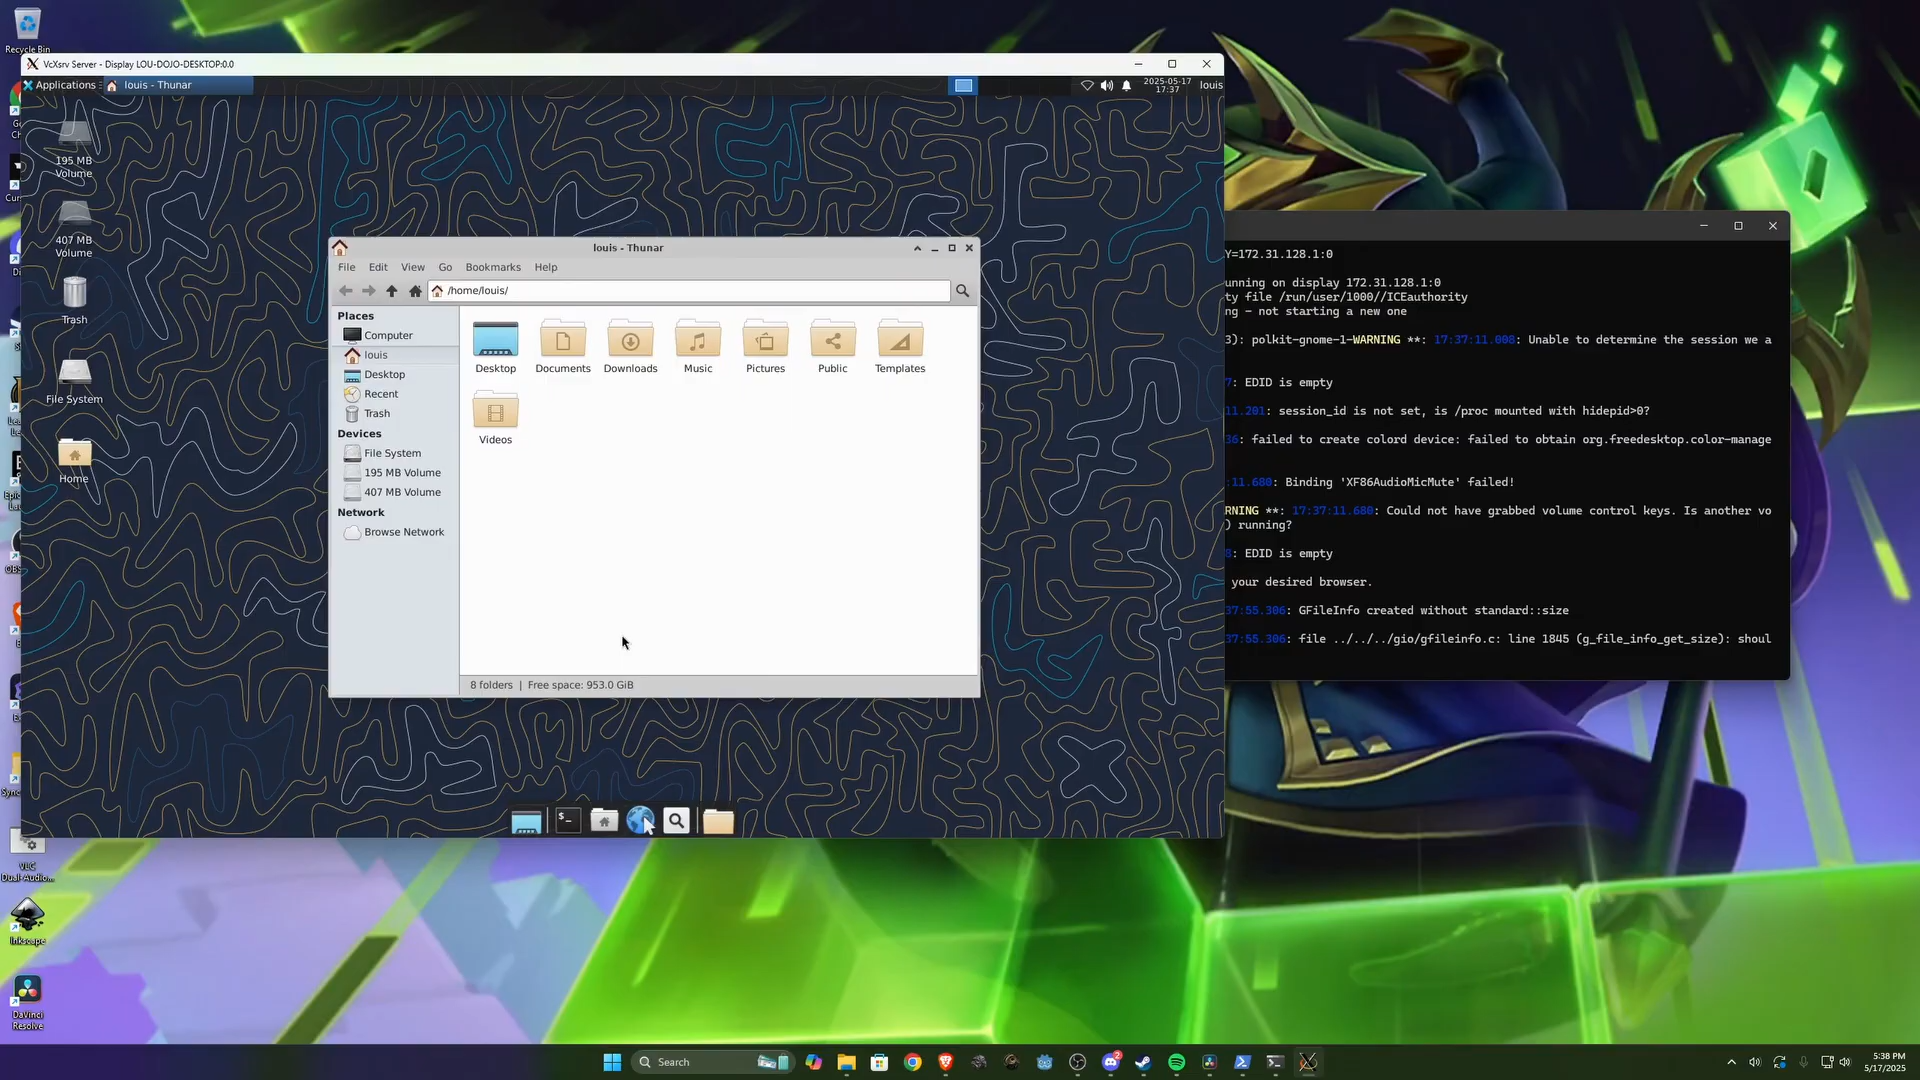 Recycle Bin
VcXsrv Server - Display LOU-DOJO-DESKTOP:0.0
Applications
louis - Thunar
2025-05-17
17:37
louis
195 MB
Volume
407 MB
Volume
Trash
File System
Home
louis - Thunar
File Edit View Go Bookmarks Help
/home/louis/
Places
Computer
louis
Desktop
Recent
Trash
Devices
File System
195 MB Volume
407 MB Volume
Network
Browse Network
Desktop
Documents
Downloads
Music
Pictures
Public
Templates
Videos
8 folders | Free space: 953.0 GiB
Y=172.31.128.1:0
unning on display 172.31.128.1:0
ty file /run/user/1000//ICEauthority
ng - not starting a new one
3): polkit-gnome-1-WARNING **: 17:37:11.008: Unable to determine the session we a
7: EDID is empty
11.201: session_id is not set, is /proc mounted with hidepid>0?
36: failed to create colord device: failed to obtain org.freedesktop.color-manage
:11.680: Binding 'XF86AudioMicMute' failed!
RNING **: 17:37:11.680: Could not have grabbed volume control keys. Is another vo
) running?
8: EDID is empty
your desired browser.
37:55.306: GFileInfo created without standard::size
37:55.306: file ../../../gio/gfileinfo.c: line 1845 (g_file_info_get_size): shoul
VLC
Dual-Audio...
Inkscape
DaVinci
Resolve
Search
2
5:38 PM
5/17/2025